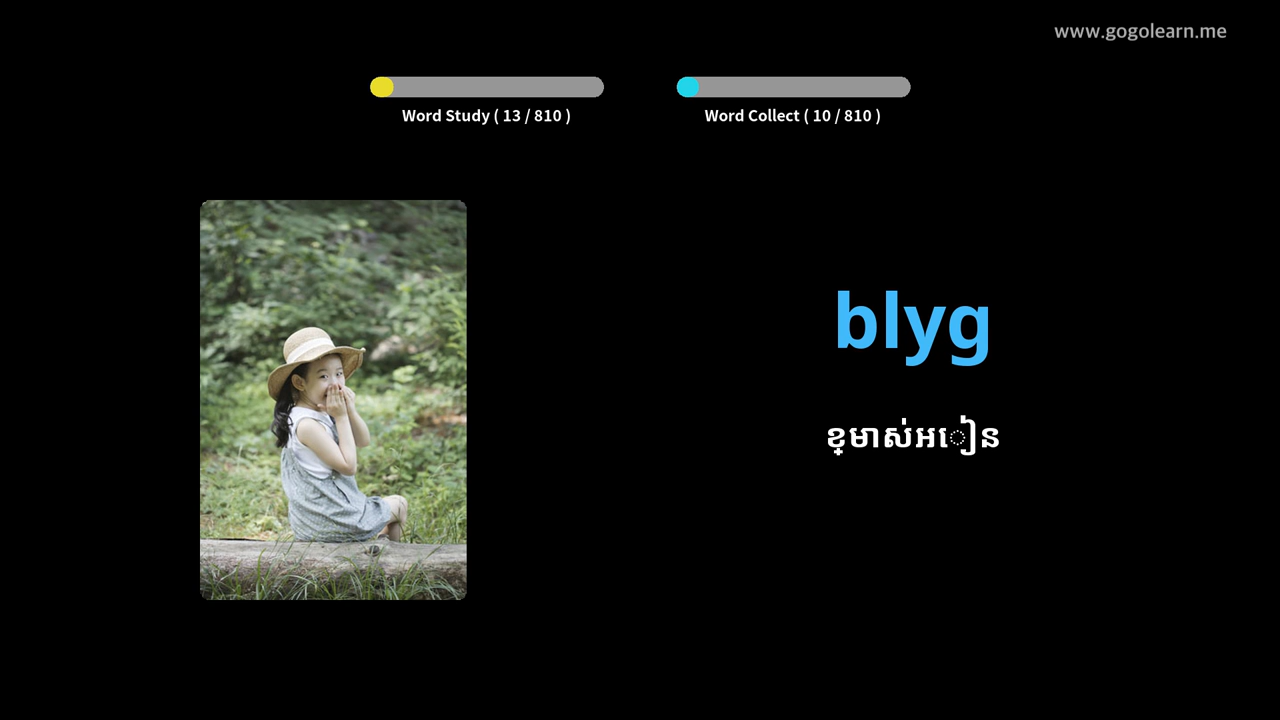 www.gogolearn.me
Word Study ( 13 / 810 )
Word Collect ( 10 / 810 )
blyg
ខ្មាស់អៀន